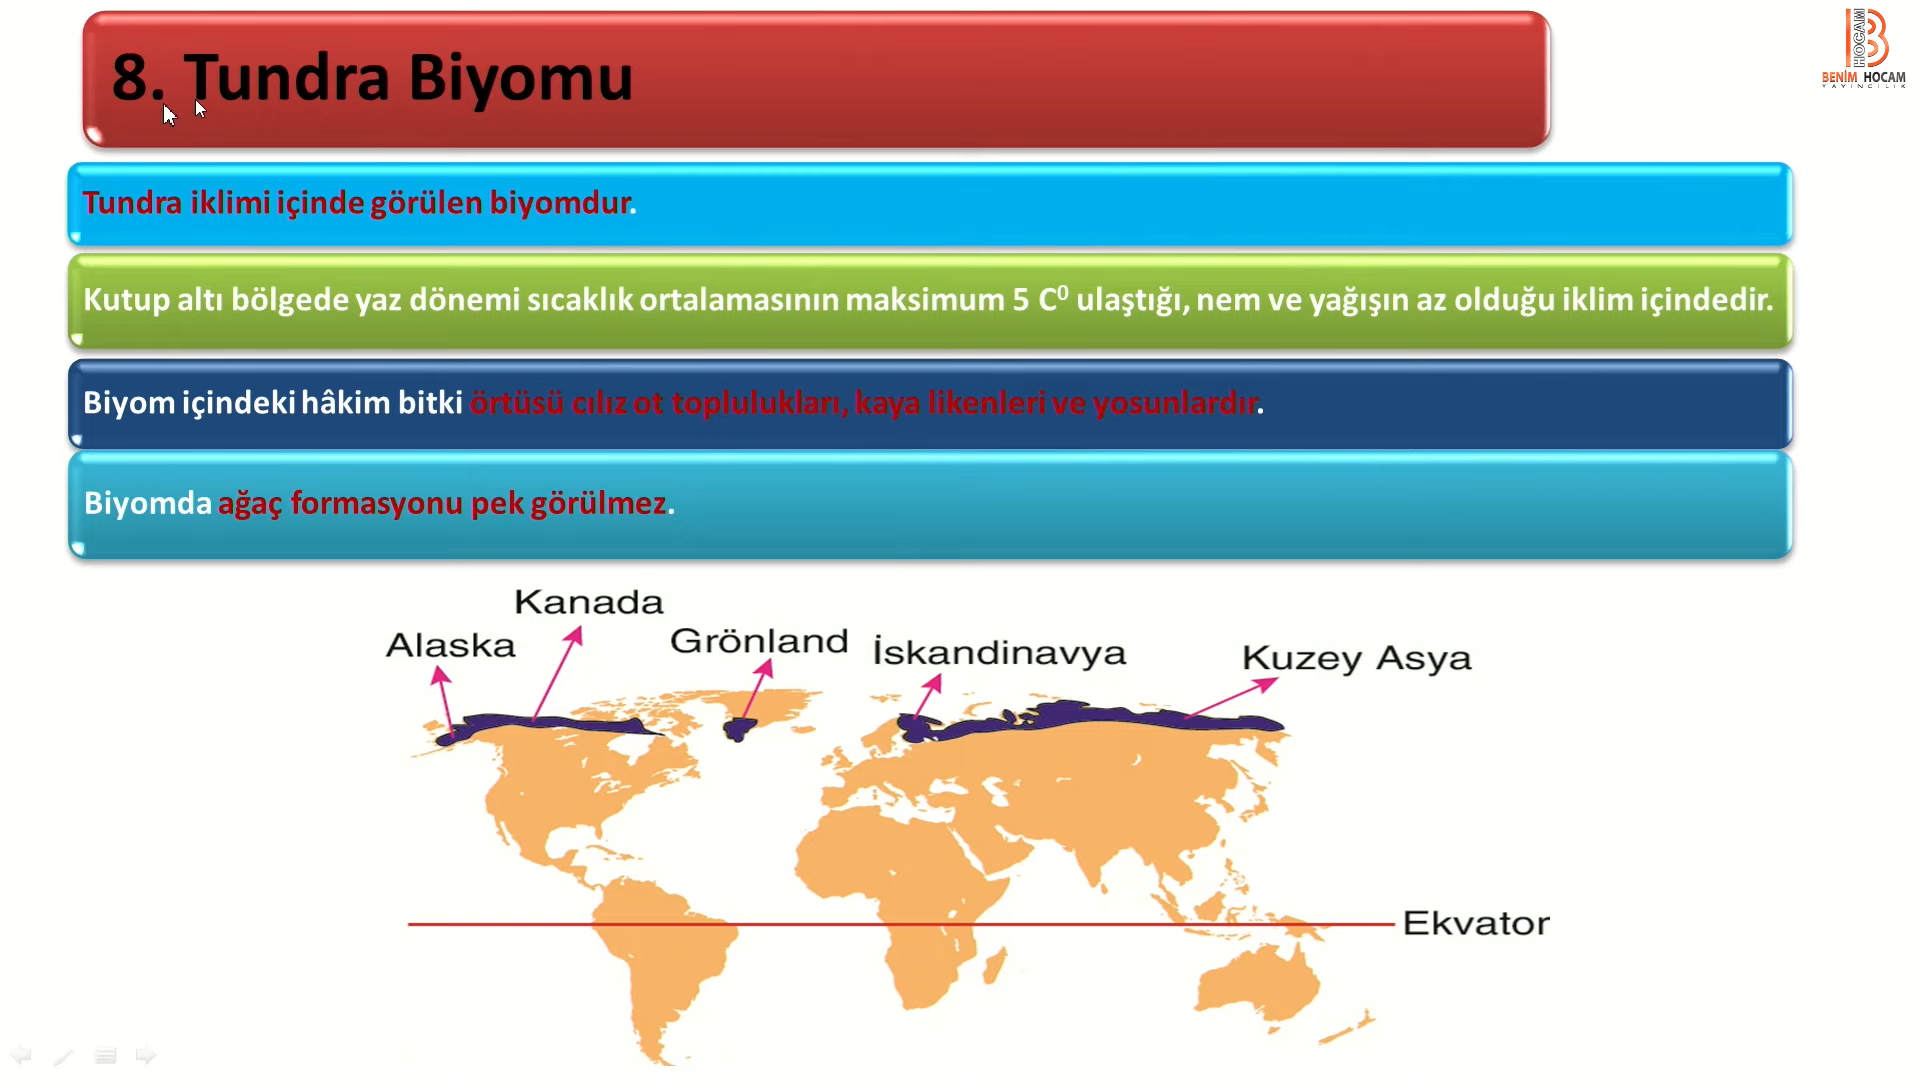 8. Tundra Biyomu
HOCAM
B
BENİM HOCAM
YAYINCILIK
Tundra iklimi içinde görülen biyomdur.
Kutup altı bölgede yaz dönemi sıcaklık ortalamasının maksimum 5 C⁰ ulaştığı, nem ve yağışın az olduğu iklim içindedir.
Biyom içindeki hâkim bitki örtüsü cılız ot toplulukları, kaya likenleri ve yosunlardır.
Biyomda ağaç formasyonu pek görülmez.
Kanada
Alaska
Grönland
İskandinavya
Kuzey Asya
Ekvator